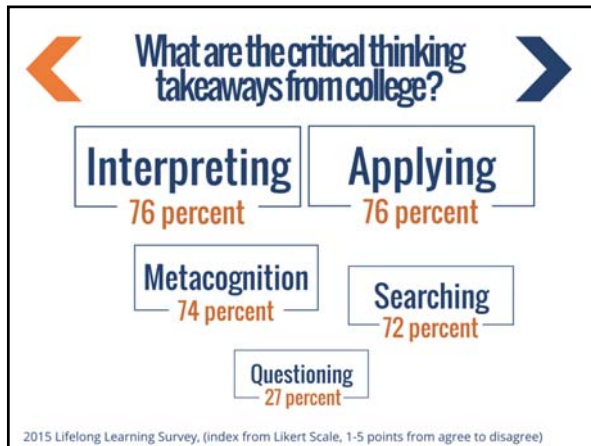 What are the critical thinking
takeaways from college?
Interpreting
76 percent
Applying
76 percent
Metacognition
74 percent
Searching
72 percent
Questioning
27 percent
2015 Lifelong Learning Survey, (index from Likert Scale, 1-5 points from agree to disagree)